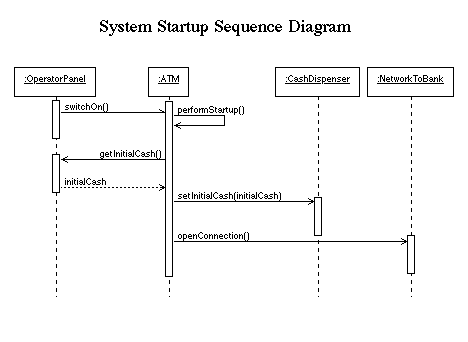 System Startup Sequence Diagram
:OperatorPanel
:ATM
:CashDispenser
:NetworkToBank
switchOn()
performStartup()
getInitialCash()
initialCash
setInitialCash(initialCash)
openConnection()